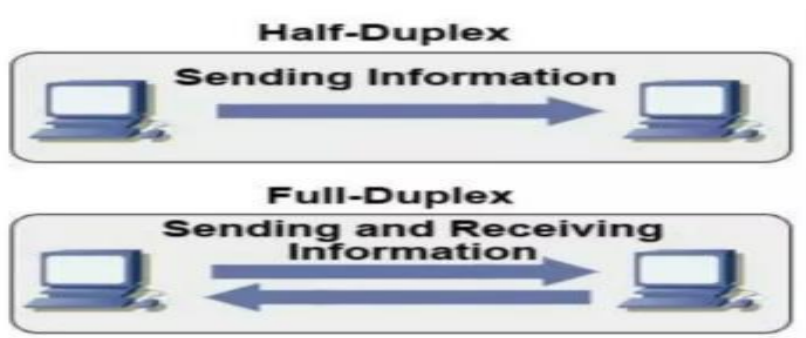 Half-Duplex
Sending Information
Full-Duplex
Sending and Receiving
Information